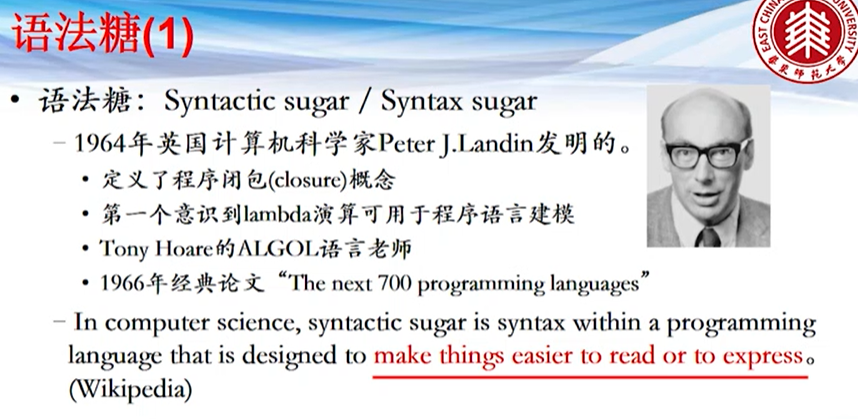 语法糖(1)
EAST CHINA UNIVERSITY
华东师范大学
• 语法糖：Syntactic sugar / Syntax sugar
– 1964年英国计算机科学家Peter J.Landin发明的。
• 定义了程序闭包(closure)概念
• 第一个意识到lambda演算可用于程序语言建模
• Tony Hoare的ALGOL语言老师
• 1966年经典论文“The next 700 programming languages”
– In computer science, syntactic sugar is syntax within a programming
language that is designed to make things easier to read or to express。
(Wikipedia)